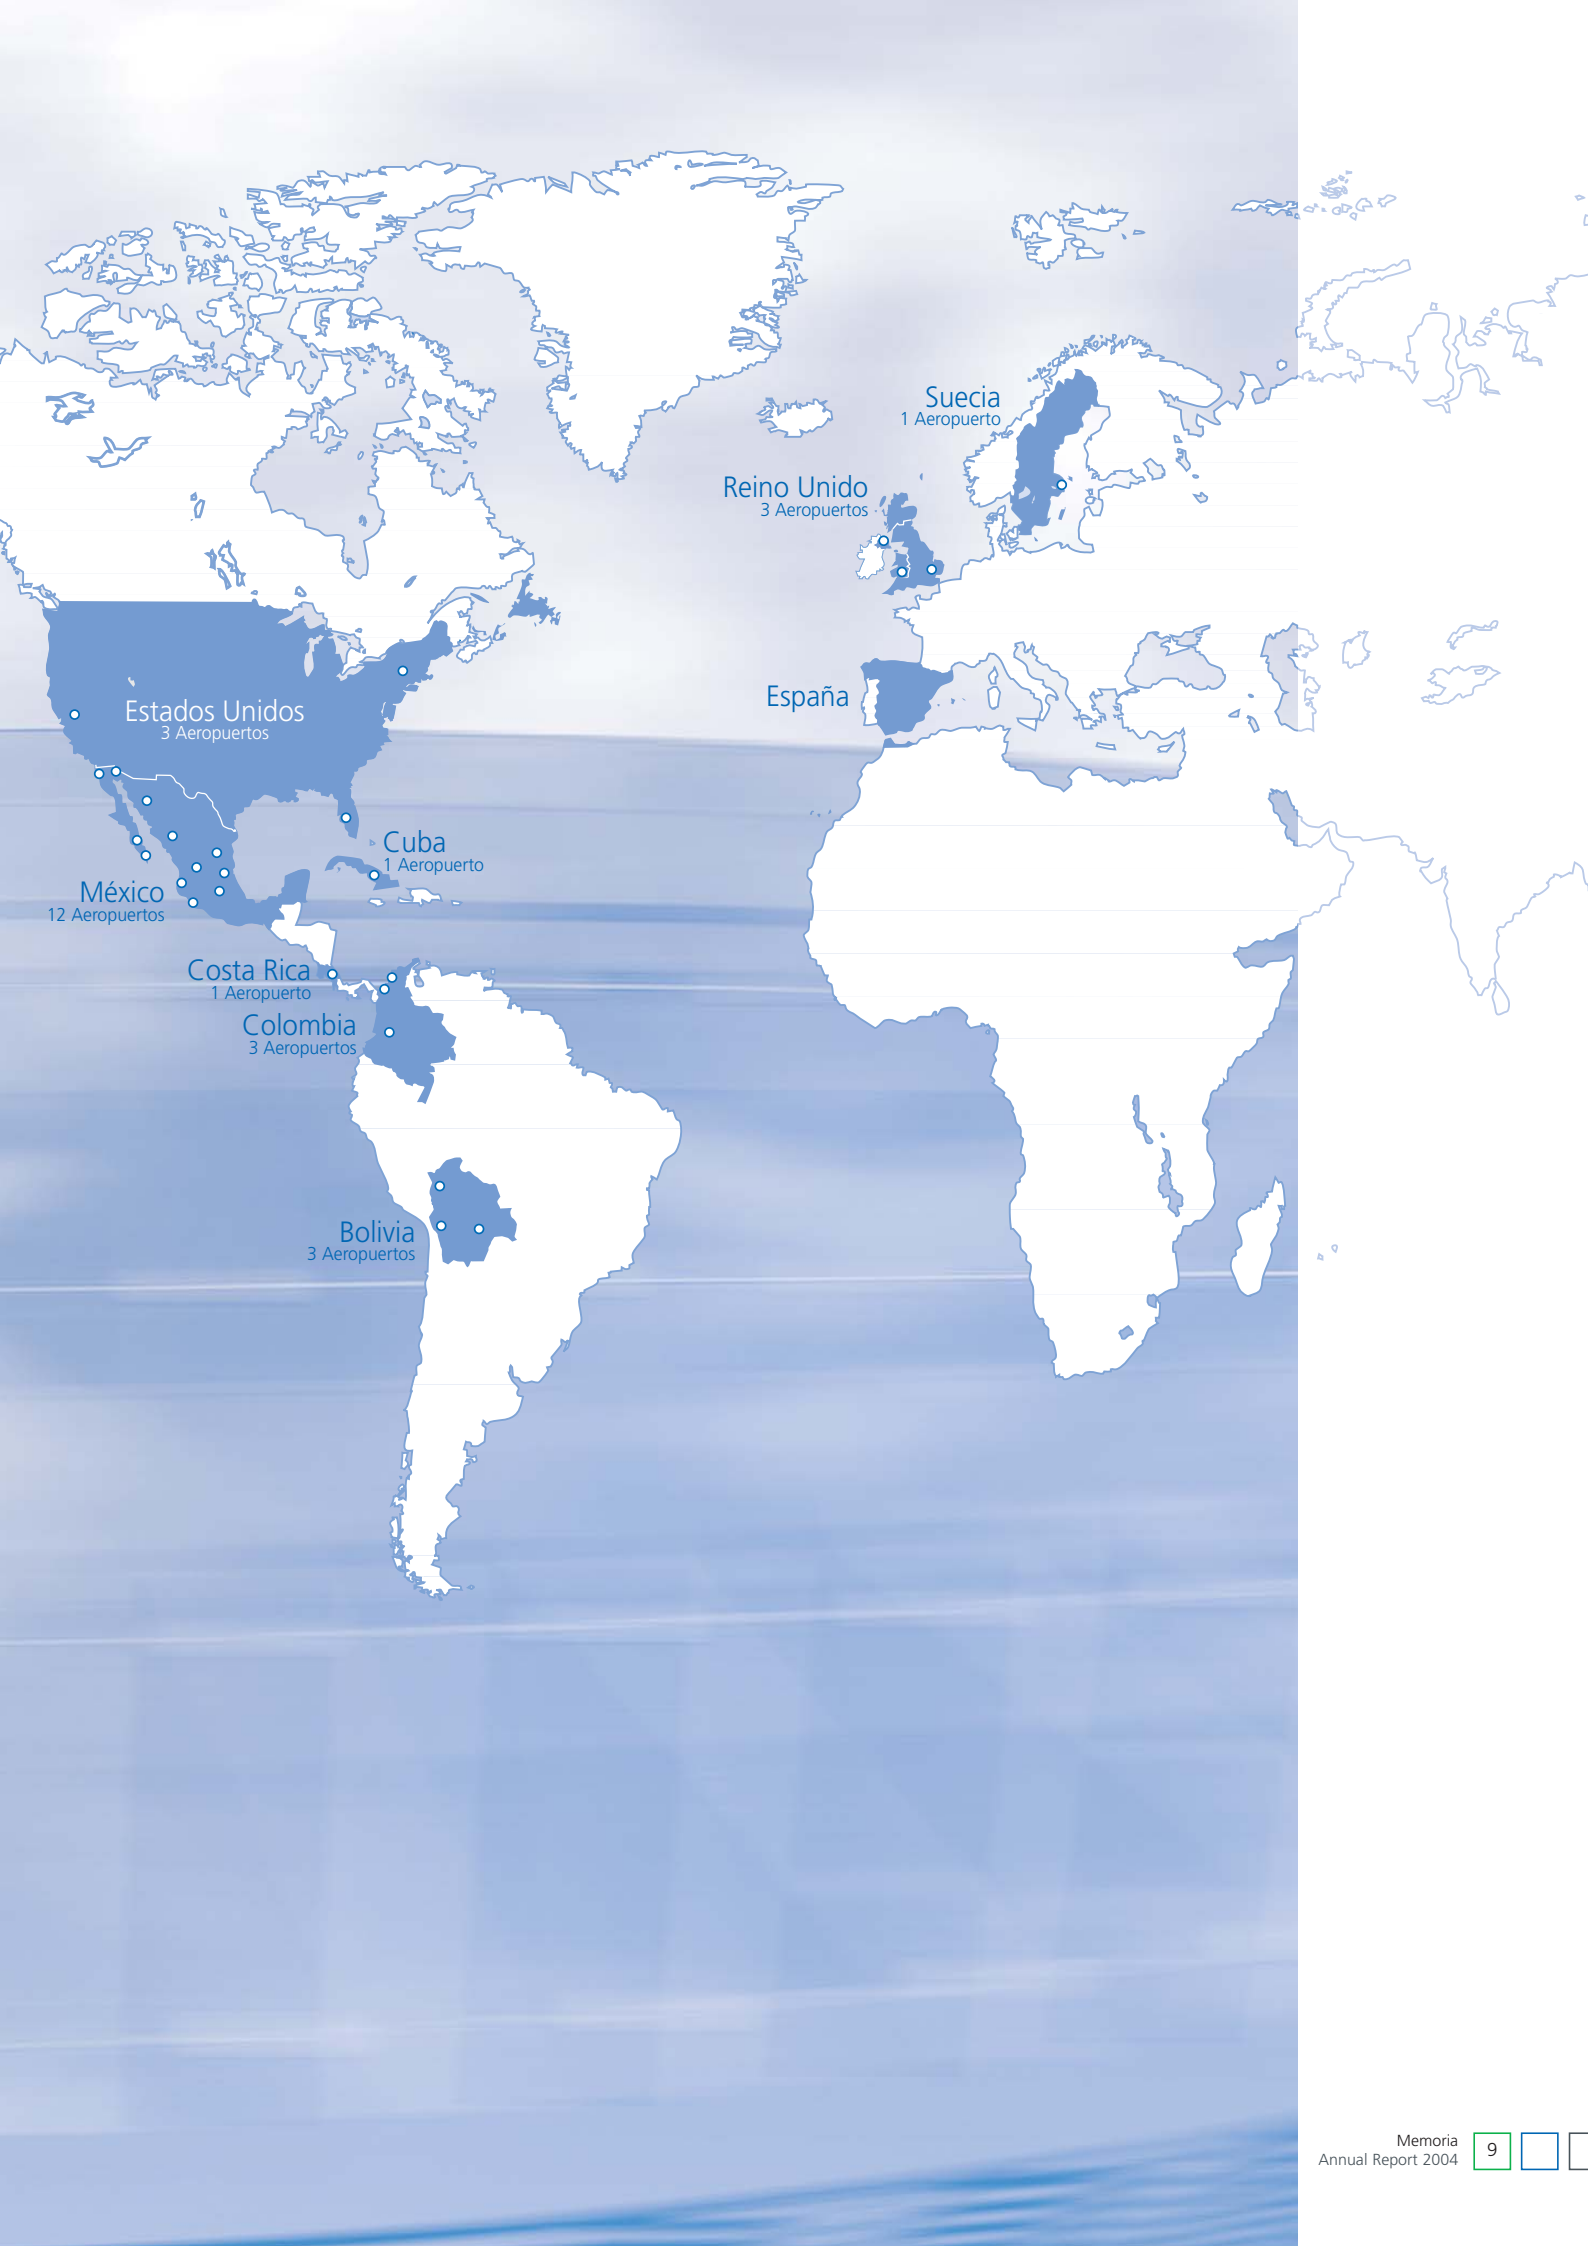 Suecia
1 Aeropuerto
Reino Unido
3 Aeropuertos
España
Estados Unidos
3 Aeropuertos
Cuba
1 Aeropuerto
México
12 Aeropuertos
Costa Rica
1 Aeropuerto
Colombia
3 Aeropuertos
Bolivia
3 Aeropuertos
Memoria
Annual Report 2004
9